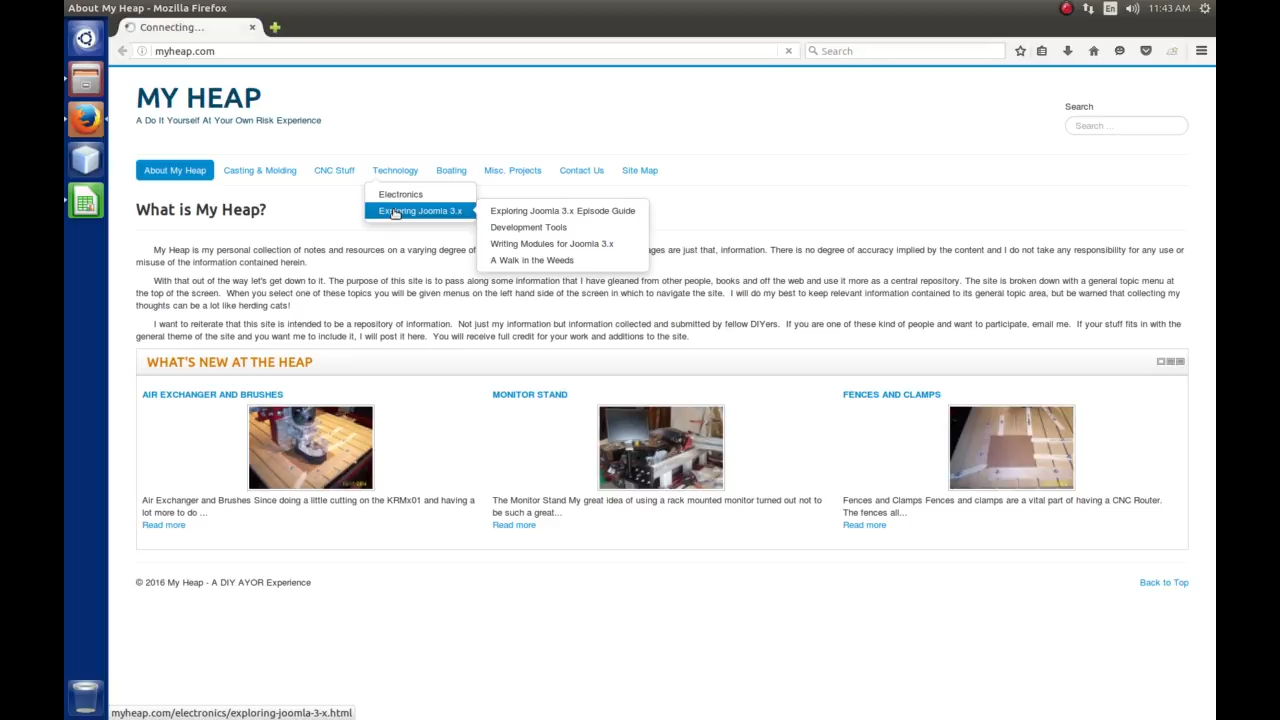 About My Heap - Mozilla Firefox
En
11:43 AM
Connecting...
myheap.com
Search
MY HEAP
A Do It Yourself At Your Own Risk Experience
Search
Search ...
About My Heap
Casting & Molding
CNC Stuff
Technology
Boating
Misc. Projects
Contact Us
Site Map
Electronics
Exploring Joomla 3.x
Exploring Joomla 3.x Episode Guide
Development Tools
Writing Modules for Joomla 3.x
A Walk in the Weeds
What is My Heap?
My Heap is my personal collection of notes and resources on a varying degree of ages are just that, information. There is no degree of accuracy implied by the content and I do not take any responsibility for any use or
misuse of the information contained herein.
With that out of the way let's get down to it. The purpose of this site is to pass along some information that I have gleaned from other people, books and off the web and use it more as a central repository. The site is broken down with a general topic menu at
the top of the screen. When you select one of these topics you will be given menus on the left hand side of the screen in which to navigate the site. I will do my best to keep relevant information contained to its general topic area, but be warned that collecting my
thoughts can be a lot like herding cats!
I want to reiterate that this site is intended to be a repository of information. Not just my information but information collected and submitted by fellow DIYers. If you are one of these kind of people and want to participate, email me. If your stuff fits in with the
general theme of the site and you want me to include it, I will post it here. You will receive full credit for your work and additions to the site.
WHAT'S NEW AT THE HEAP
AIR EXCHANGER AND BRUSHES
Air Exchanger and Brushes Since doing a little cutting on the KRMx01 and having a
lot more to do ...
Read more
MONITOR STAND
The Monitor Stand My great idea of using a rack mounted monitor turned out not to
be such a great...
Read more
FENCES AND CLAMPS
Fences and Clamps Fences and clamps are a vital part of having a CNC Router.
The fences all...
Read more
© 2016 My Heap - A DIY AYOR Experience
Back to Top
myheap.com/electronics/exploring-joomla-3-x.html